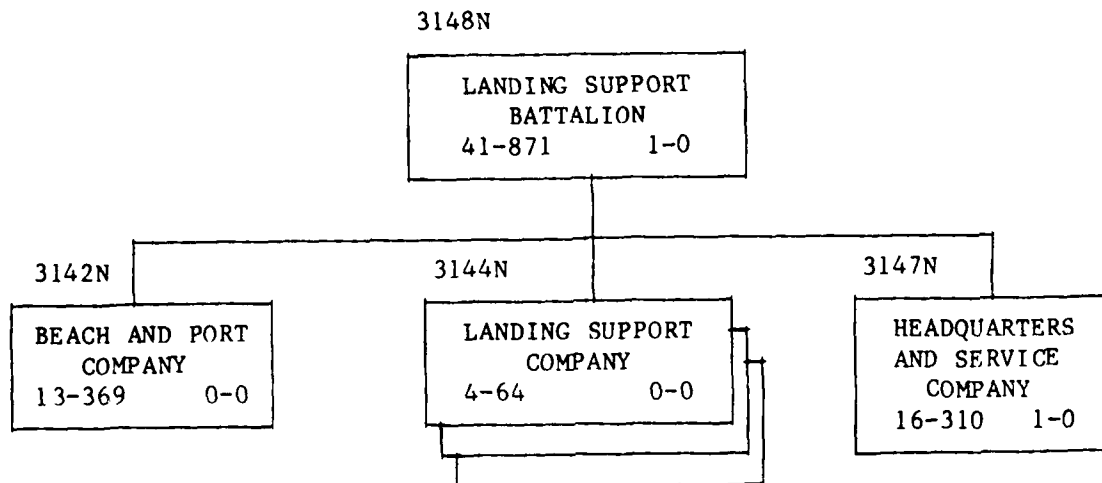 3148N
LANDING SUPPORT
BATTALION
41-871 1-0
3142N
BEACH AND PORT
COMPANY
13-369 0-0
3144N
LANDING SUPPORT
COMPANY
4-64 0-0
3147N
HEADQUARTERS
AND SERVICE
COMPANY
16-310 1-0